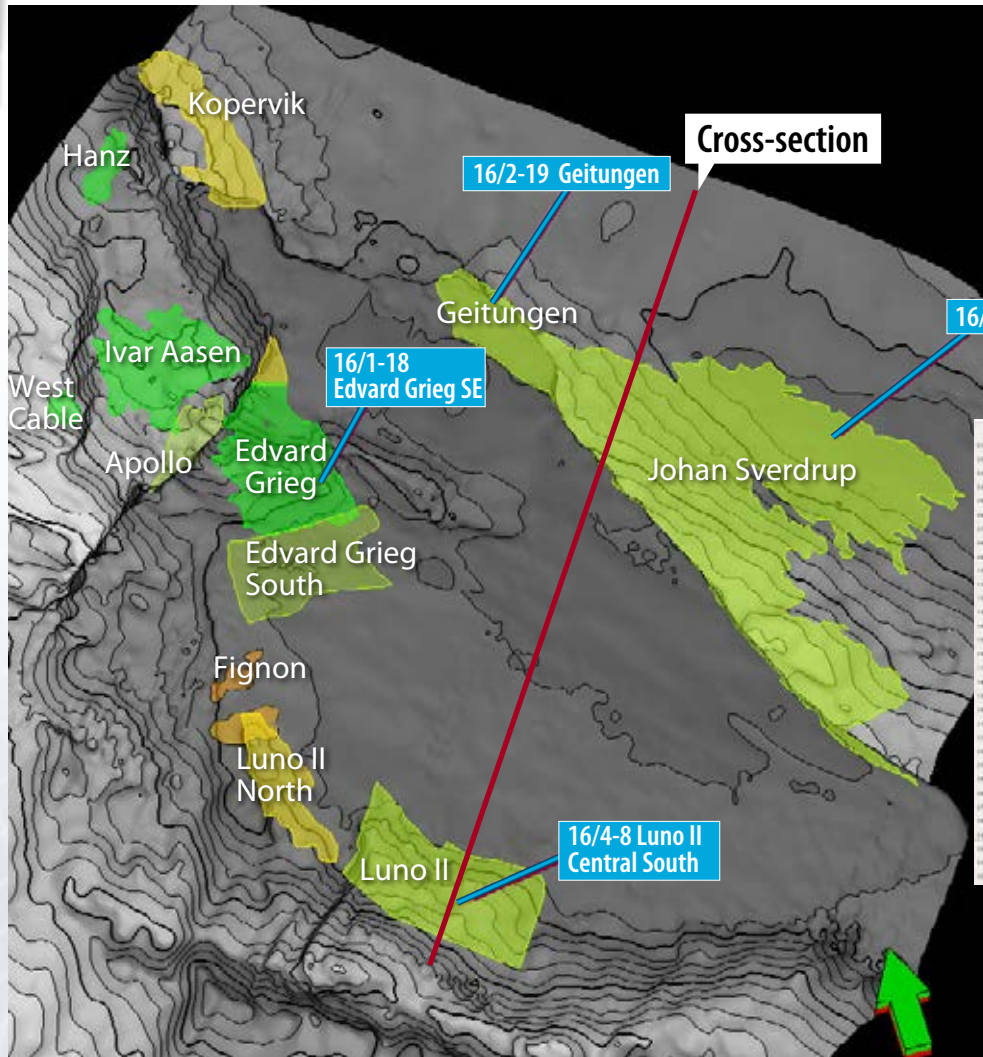 Kopervik
Cross-section
Hanz
16/2-19 Geitungen
Geitungen
16/
Ivar Aasen
16/1-18
Edvard Grieg SE
West
Cable
Apollo
Edvard
Grieg
Johan Sverdrup
Edvard Grieg
South
Fignon
Luno II
North
Luno II
16/4-8 Luno II
Central South